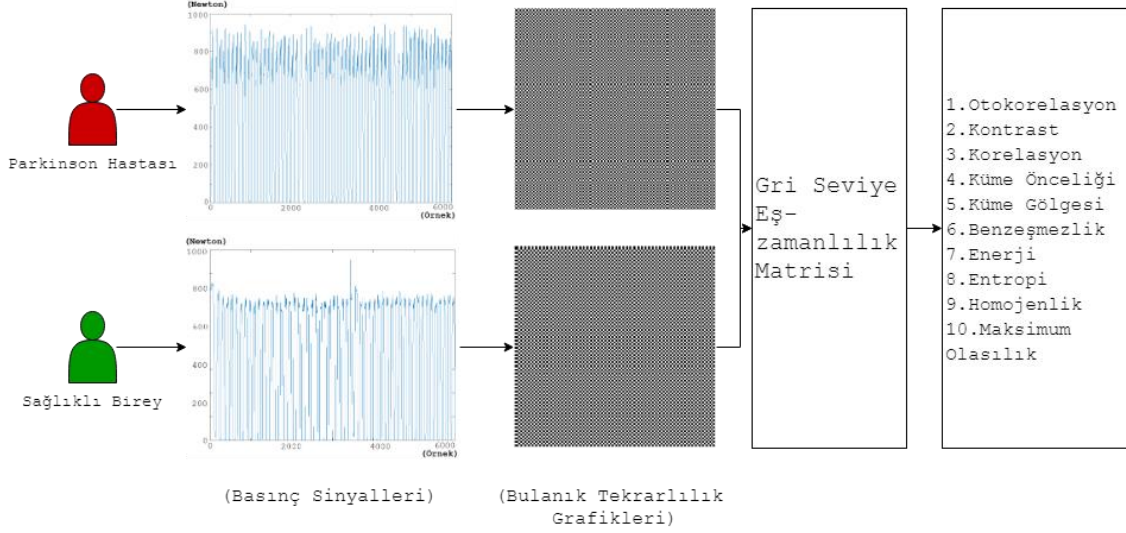 (Newton)
1000
800
600
400
200
0
0
2000
4000
6000
(Örnek)
Parkinson Hastası
(Newton)
1000
800
600
400
200
0
0
2000
4000
6000
(Örnek)
Sağlıklı Birey
(Basınç Sinyalleri)
(Bulanık Tekrarlılık
Grafikleri)
Gri Seviye
Eş-
zamanlılık
Matrisi
1.Otokorelasyon
2.Kontrast
3.Korelasyon
4.Küme Önceliği
5.Küme Gölgesi
6.Benzeşmezlik
7.Enerji
8.Entropi
9.Homojenlik
10.Maksimum
Olasılık